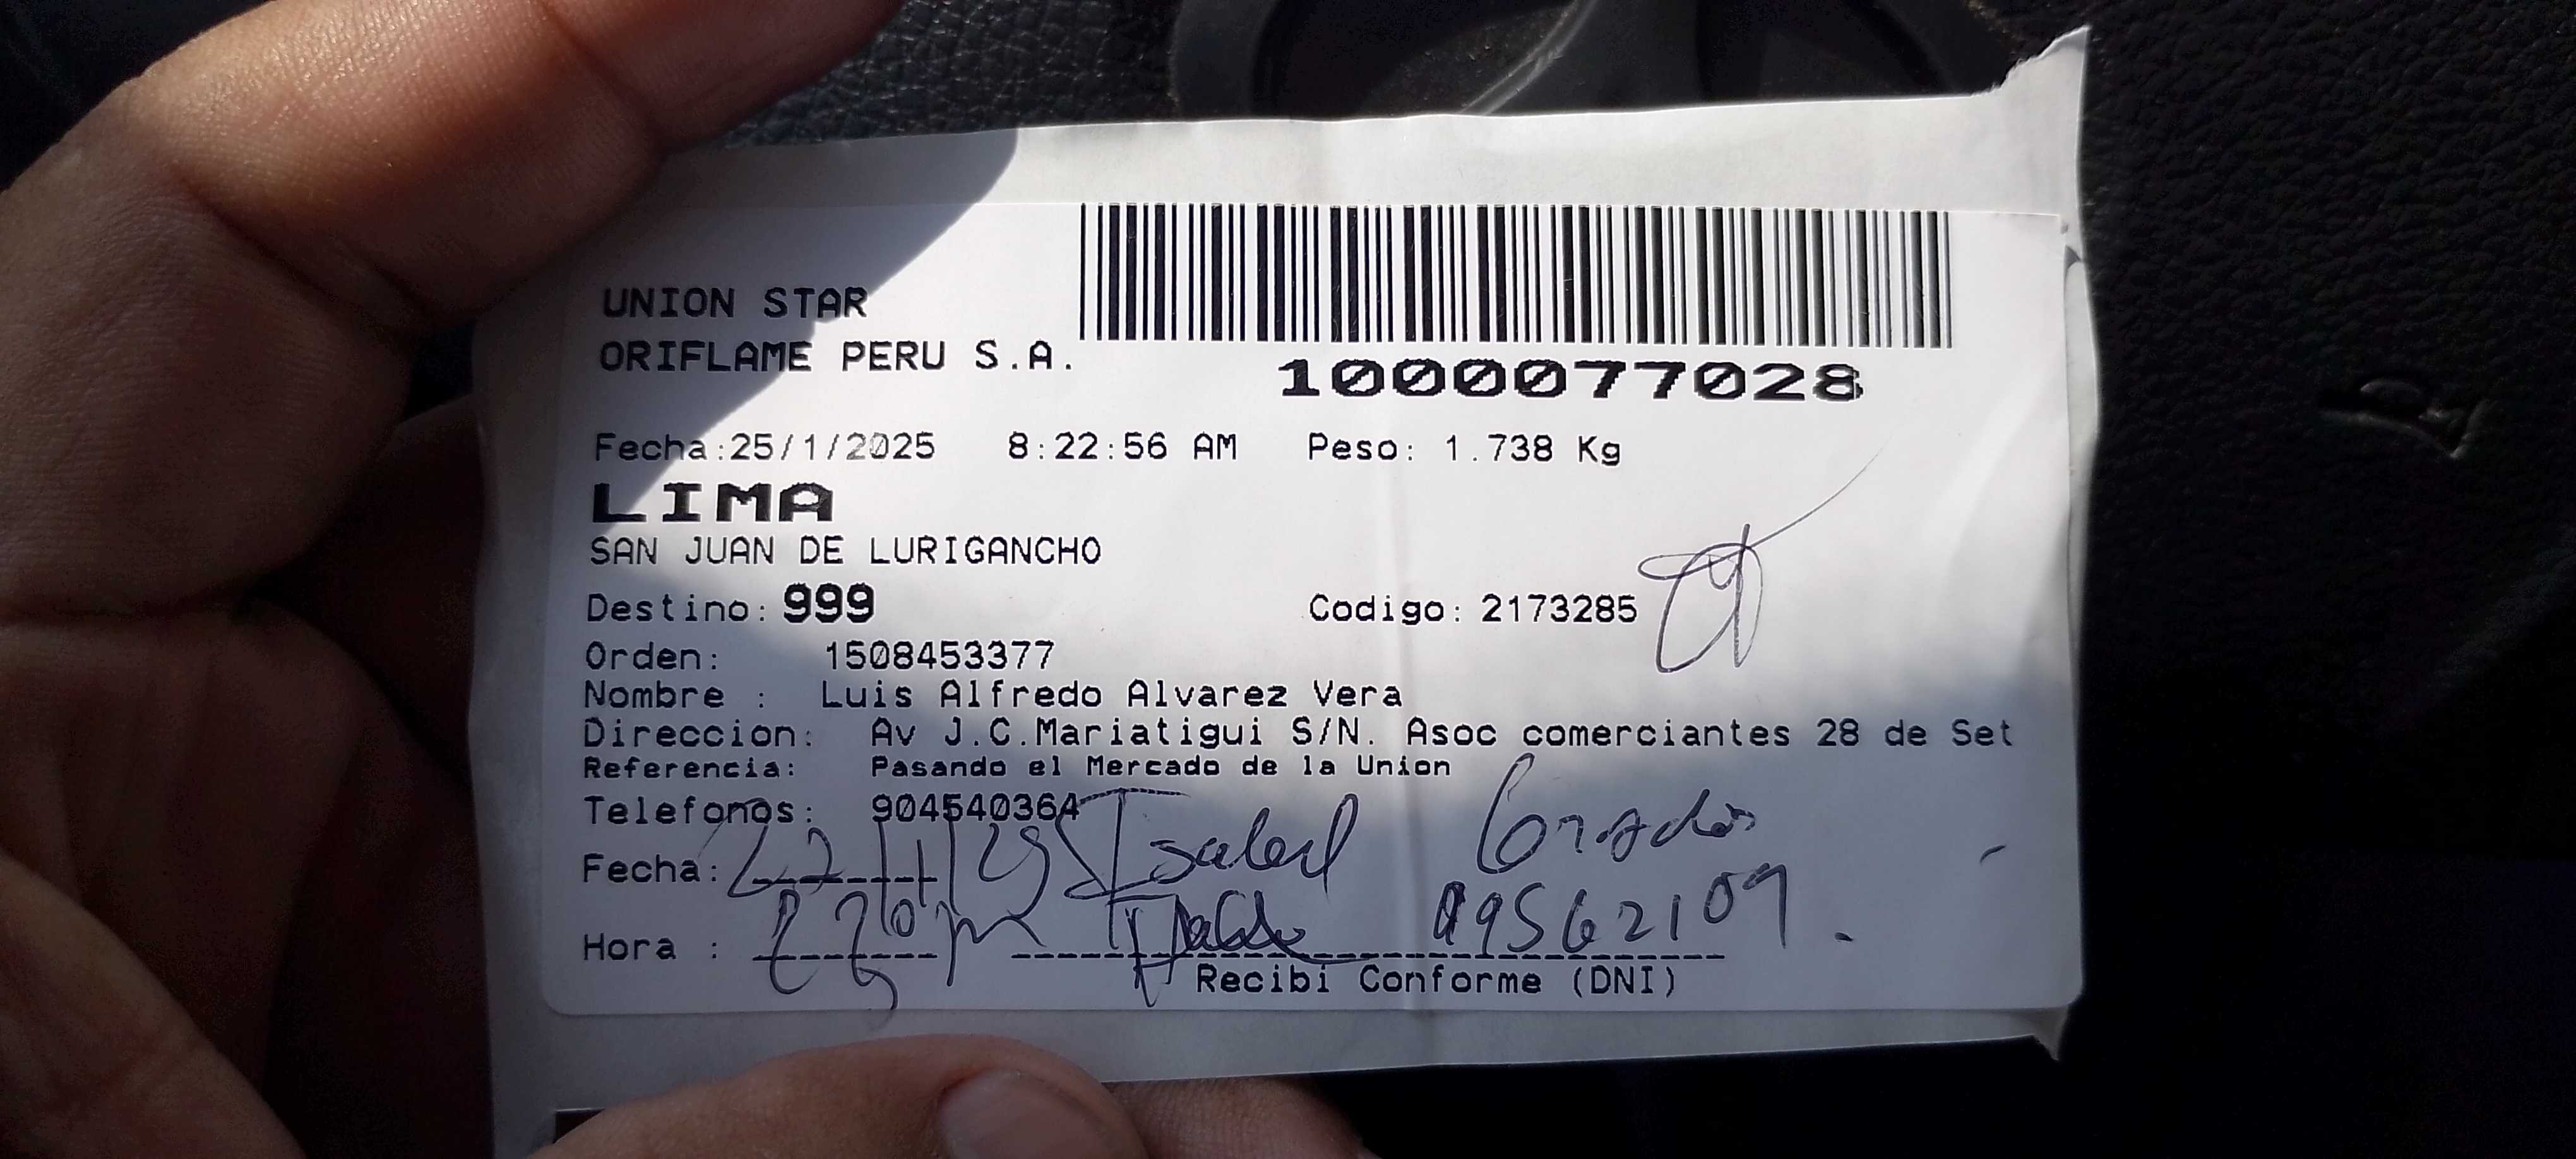 UNION STAR
ORIFLAME PERU S.A.
1000077028
Fecha:25/1/2025 8:22:56 AM Peso: 1.738 Kg
LIMA
SAN JUAN DE LURIGANCHO
Destino: 999 Codigo: 2173285
Orden: 1508453377
Nombre : Luis Alfredo Alvarez Vera
Direccion: Av J.C.Mariatigui S/N. Asoc comerciantes 28 de Set
Referencia: Pasando el Mercado de la Union
Telefonos: 904540364
Fecha: Isabel
Hora : 09562109.
Recibi Conforme (DNI)